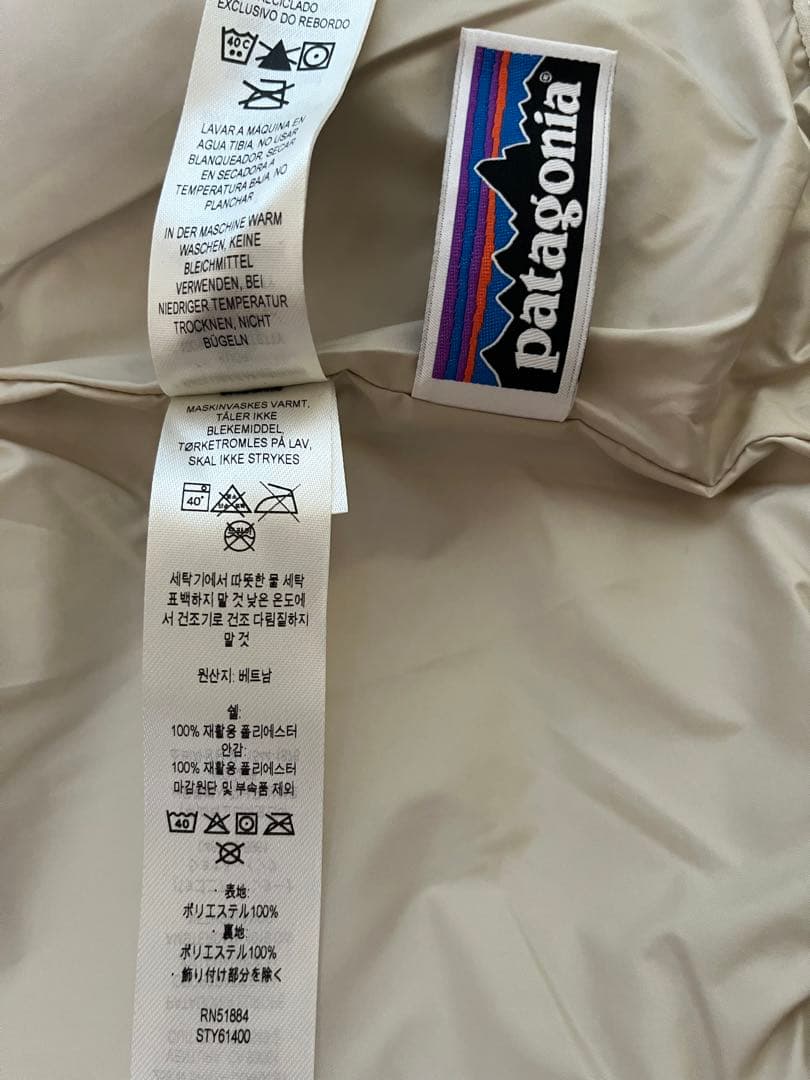 RECICLADO
EXCLUSIVO DO REBORDO
40C
LAVAR A MAQUINA EN
AGUA TIBIA, NO USAR
BLANQUEADOR, SECAR
EN SECADORA A
TEMPERATURA BAJA, NO
PLANCHAR
IN DER MASCHINE WARM
WASCHEN, KEINE
BLEICHMITTEL
VERWENDEN, BEI
NIEDRIGER TEMPERATUR
TROCKNEN, NICHT
BÜGELN
patagonia®
MASKINVASKES VARMT,
TÅLER IKKE
BLEKEMIDDEL,
TØRKETROMLES PÅ LAV,
SKAL IKKE STRYKES
40°
세탁기에서 따뜻한 물 세탁
표백하지 말 것 낮은 온도에
서 건조기로 건조 다림질하지
말 것
원산지: 베트남
쉘:
100% 재활용 폴리에스터
안감:
100% 재활용 폴리에스터
마감원단 및 부속품 제외
40
・表地:
ポリエステル100%
・裏地:
ポリエステル100%
・飾り付け部分を除く
RN51884
STY61400